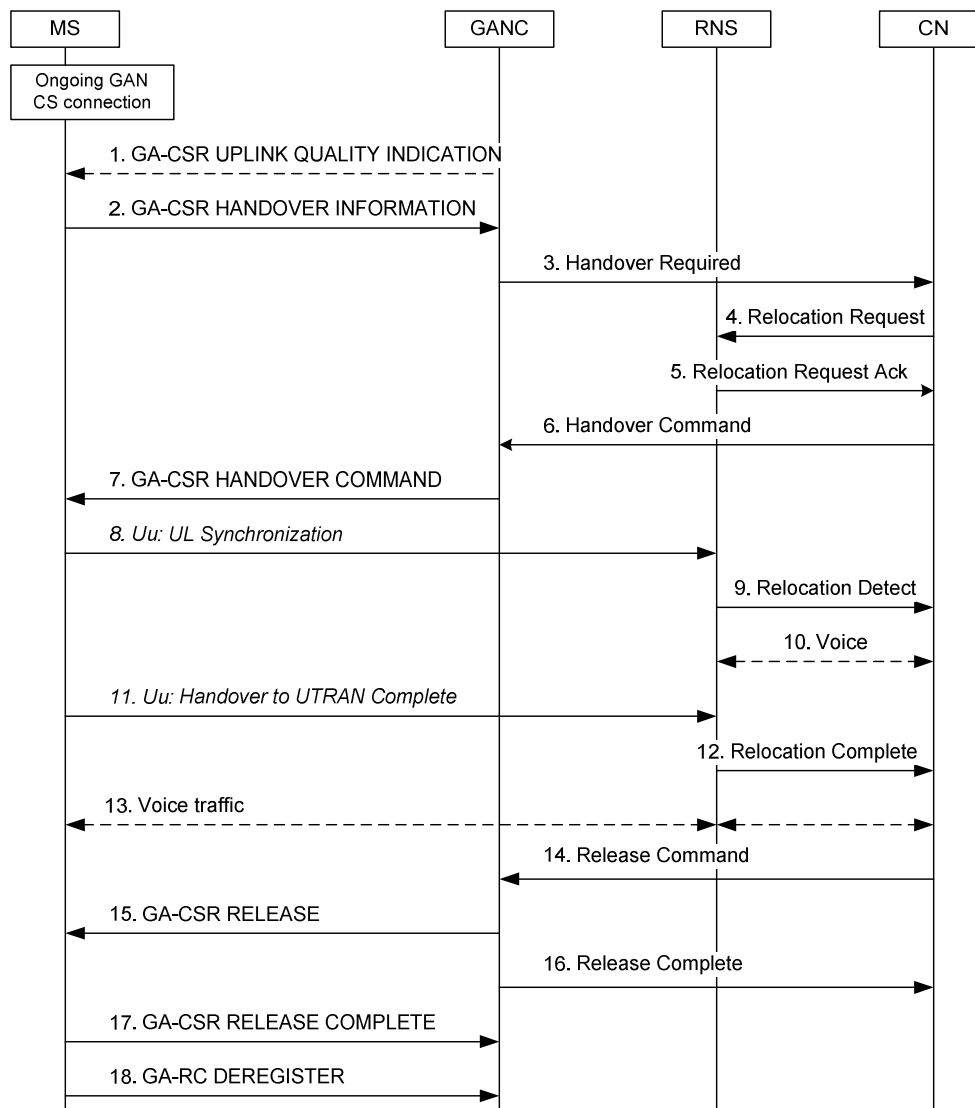 MS
GANC
RNS
CN
Ongoing GAN
CS connection
1. GA-CSR UPLINK QUALITY INDICATION
2. GA-CSR HANDOVER INFORMATION
3. Handover Required
4. Relocation Request
5. Relocation Request Ack
6. Handover Command
7. GA-CSR HANDOVER COMMAND
8. Uu: UL Synchronization
9. Relocation Detect
10. Voice
11. Uu: Handover to UTRAN Complete
12. Relocation Complete
13. Voice traffic
14. Release Command
15. GA-CSR RELEASE
16. Release Complete
17. GA-CSR RELEASE COMPLETE
18. GA-RC DEREGISTER